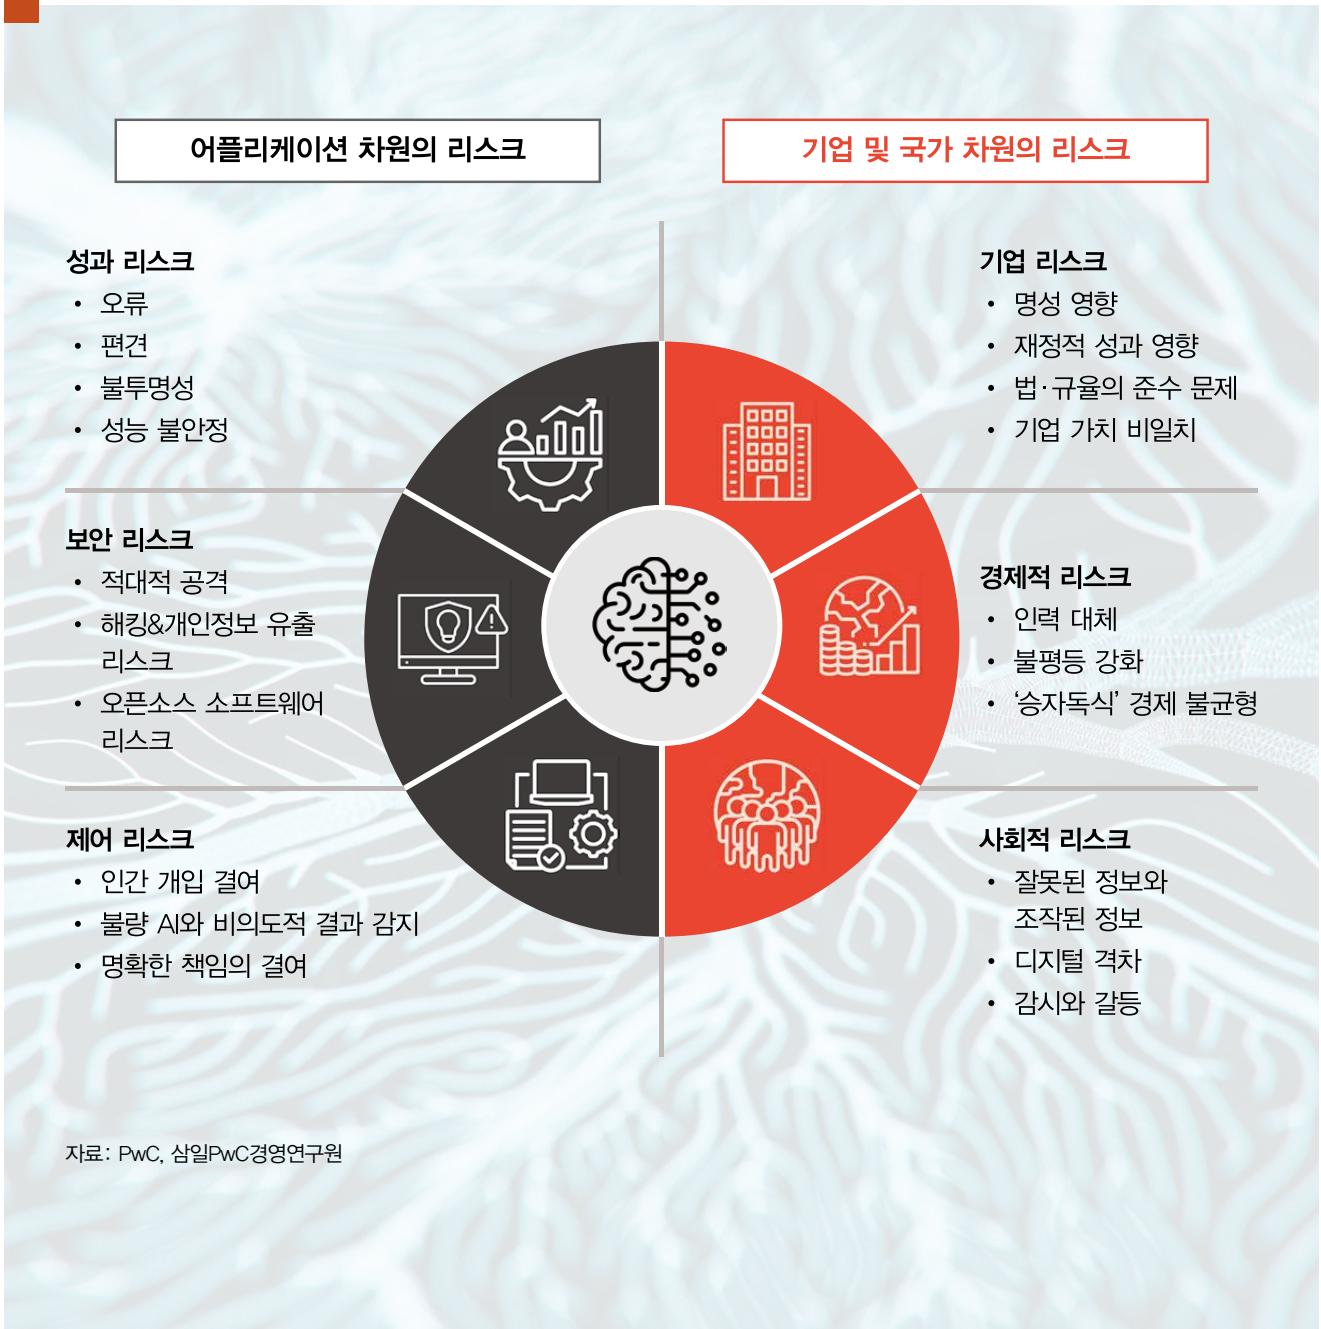 어플리케이션 차원의 리스크
기업 및 국가 차원의 리스크
성과 리스크
• 오류
• 편견
• 불투명성
• 성능 불안정
보안 리스크
• 적대적 공격
• 해킹&개인정보 유출
리스크
• 오픈소스 소프트웨어
리스크
제어 리스크
• 인간 개입 결여
• 불량 AI와 비의도적 결과 감지
• 명확한 책임의 결여
기업 리스크
• 명성 영향
• 재정적 성과 영향
• 법·규율의 준수 문제
• 기업 가치 비일치
경제적 리스크
• 인력 대체
• 불평등 강화
• ‘승자독식’ 경제 불균형
사회적 리스크
• 잘못된 정보와
조작된 정보
• 디지털 격차
• 감시와 갈등
자료: PwC, 삼일PwC경영연구원